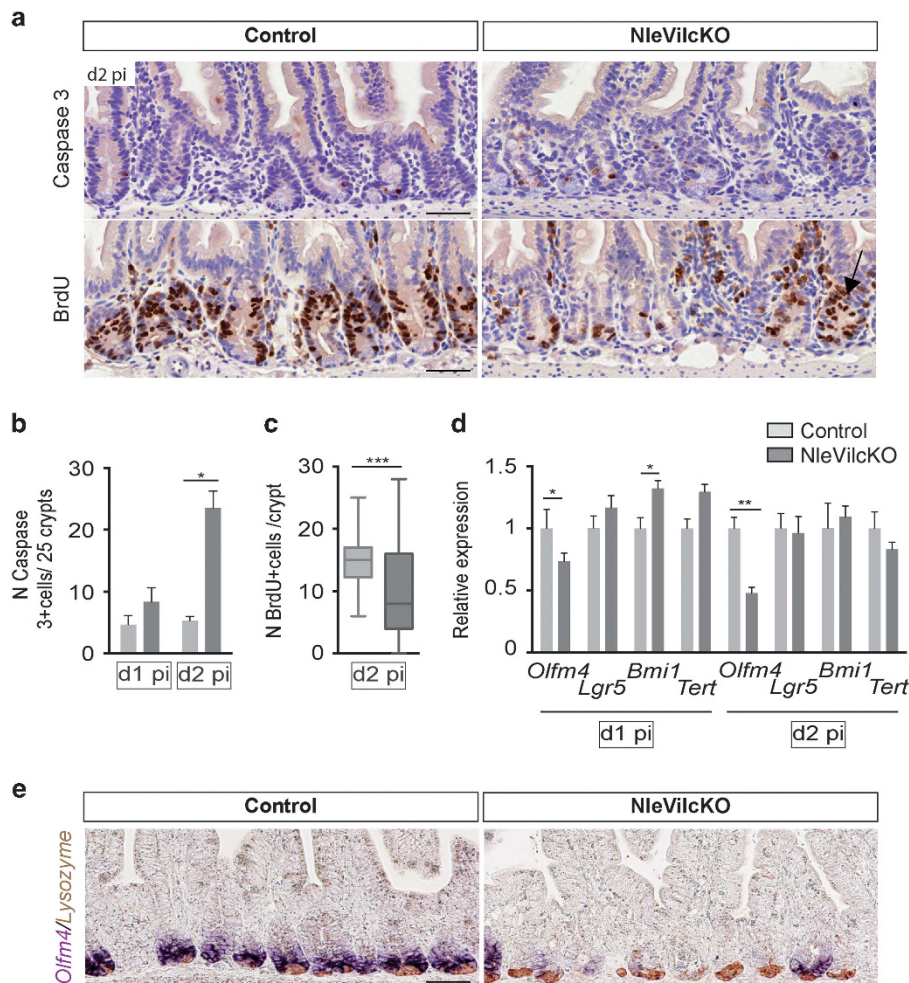 a
Control
NleVilcKO
d2 pi
Caspase 3
BrdU
b
N Caspase
3+cells/ 25 crypts
30
20
10
0
*
d1 pi
d2 pi
c
N BrdU+cells /crypt
30
20
10
0
***
d2 pi
d
Control
NleVilcKO
Relative expression
1.5
1
0.5
0
*
*
**
Olfm4
Lgr5
Bmi1
Tert
Olfm4
Lgr5
Bmi1
Tert
d1 pi
d2 pi
e
Control
NleVilcKO
Olfm4/Lysozyme